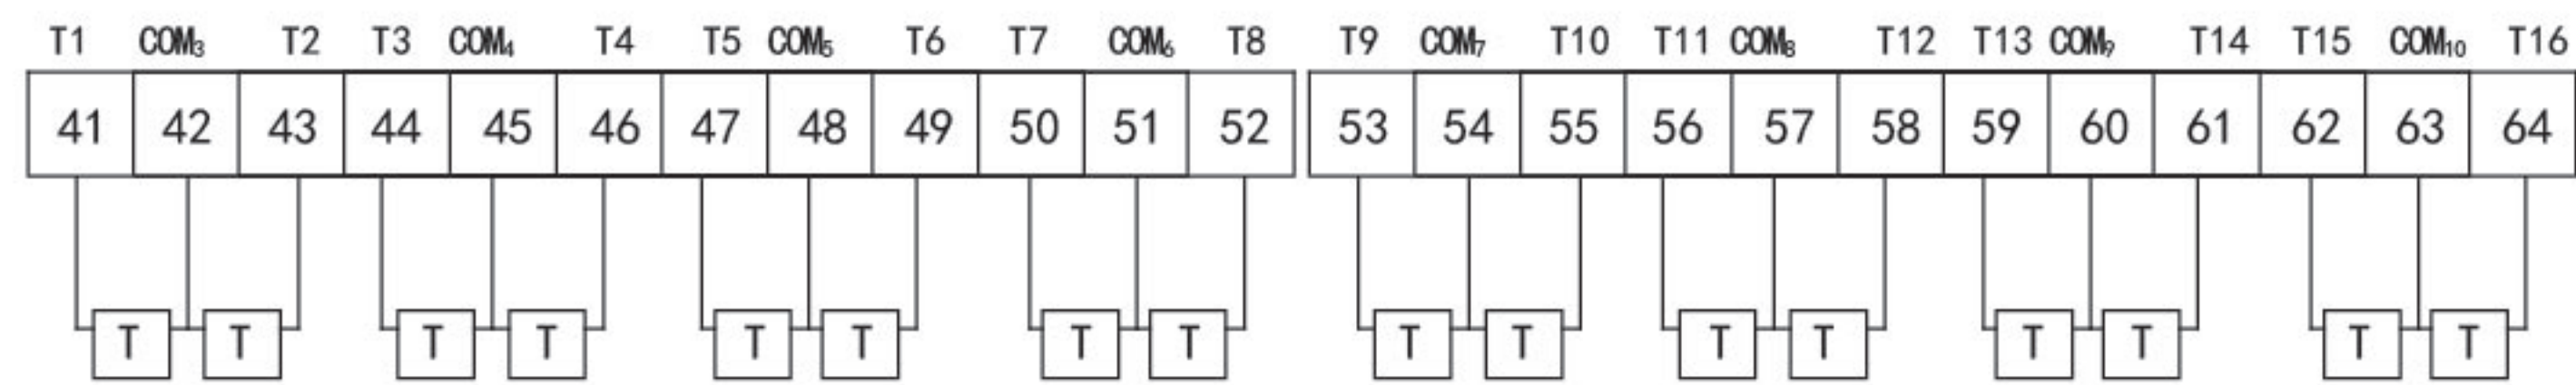 T1 COM₃ T2 T3 COM₄ T4 T5 COM₅ T6 T7 COM₆ T8 T9 COM₇ T10 T11 COM₈ T12 T13 COM₉ T14 T15 COM₁₀ T16
41 42 43 44 45 46 47 48 49 50 51 52 53 54 55 56 57 58 59 60 61 62 63 64
T T T T T T T T T T T T T T T T